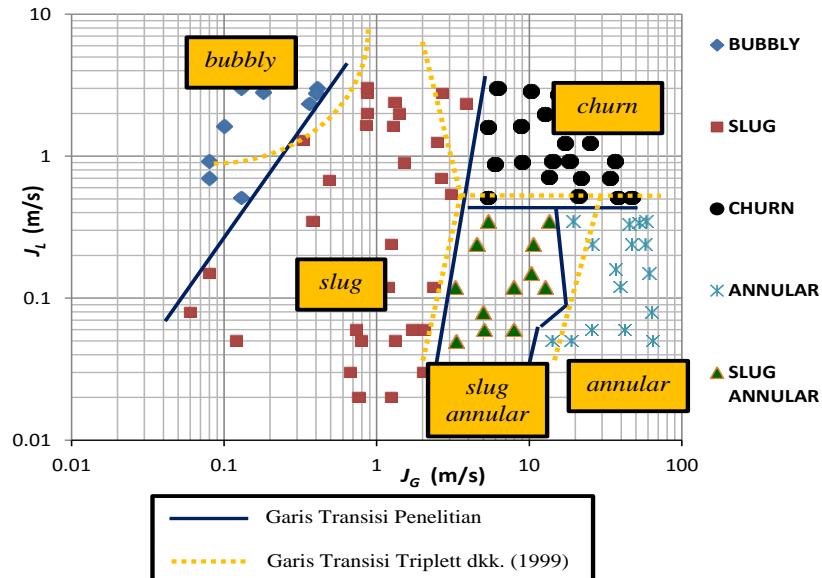 10
1
0.1
0.01
J_L (m/s)
0.01
0.1
1
10
100
J_G (m/s)
bubbly
churn
slug
slug
annular
annular
BUBBLY
SLUG
CHURN
ANNULAR
SLUG
ANNULAR
Garis Transisi Penelitian
Garis Transisi Triplett dkk. (1999)